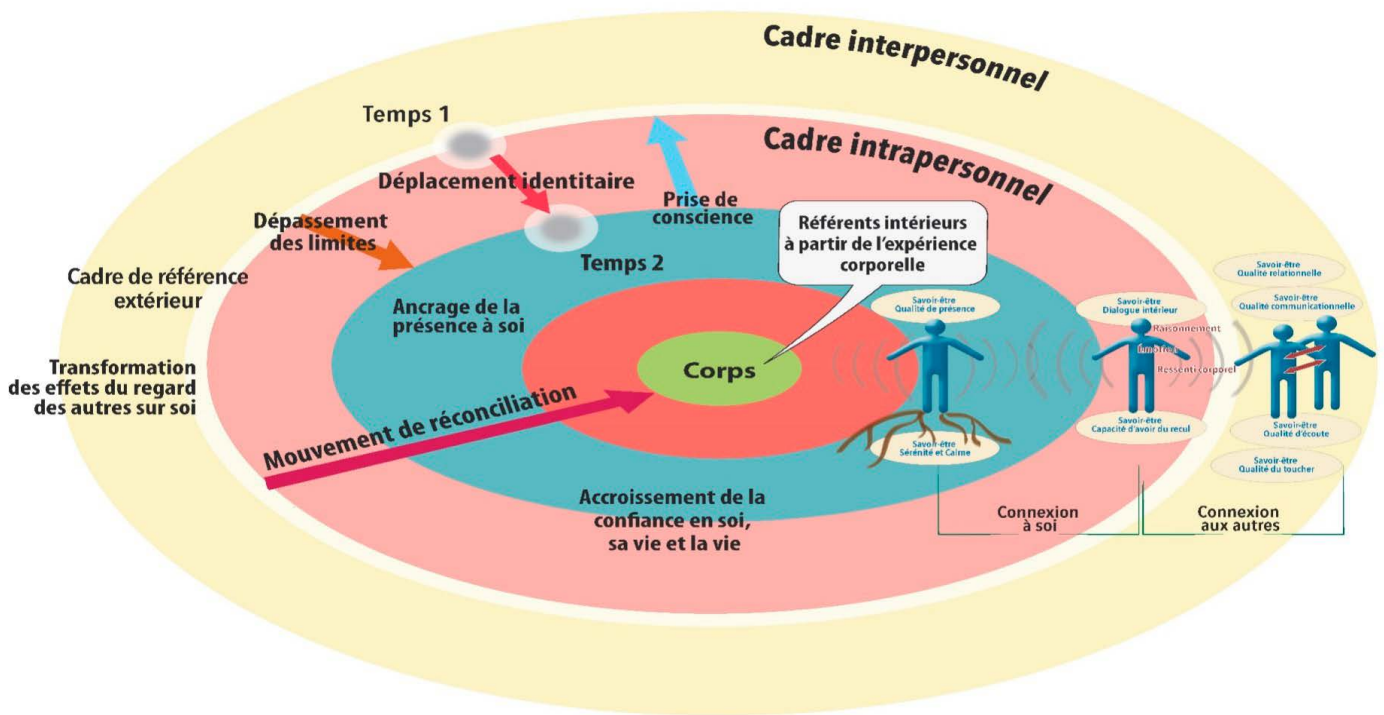 Cadre interpersonnel
Temps 1
Cadre intrapersonnel
Déplacement identitaire
Prise de
conscience
Dépassement
des limites
Référents intérieurs
à partir de l'expérience
corporelle
Temps 2
Cadre de référence
extérieur
Ancrage de la
présence à soi
Savoir-être
Qualité relationnelle
Savoir-être
Qualité de présence
Savoir-être
Dialogue intérieur
Savoir-être
Qualité communicationnelle
Raisonnement
Émotion
Ressenti corporel
Transformation
des effets du regard
des autres sur soi
Corps
Mouvement de réconciliation
Savoir-être
Sérénité et Calme
Savoir-être
Capacité d'avoir du recul
Savoir-être
Qualité d'écoute
Savoir-être
Qualité du toucher
Accroissement de la
confiance en soi,
sa vie et la vie
Connexion
à soi
Connexion
aux autres